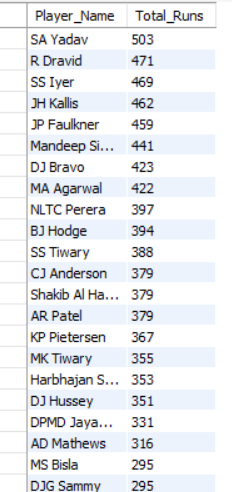 Player_Name Total_Runs
SA Yadav 503
R Dravid 471
SS Iyer 469
JH Kallis 462
JP Faulkner 459
Mandeep Si... 441
DJ Bravo 423
MA Agarwal 422
NLTC Perera 397
BJ Hodge 394
SS Tiwary 388
CJ Anderson 379
Shakib Al Ha... 379
AR Patel 379
KP Pietersen 367
MK Tiwary 355
Harbhajan S... 353
DJ Hussey 351
DPMD Jaya... 331
AD Mathews 316
MS Bisla 295
DJG Sammy 295